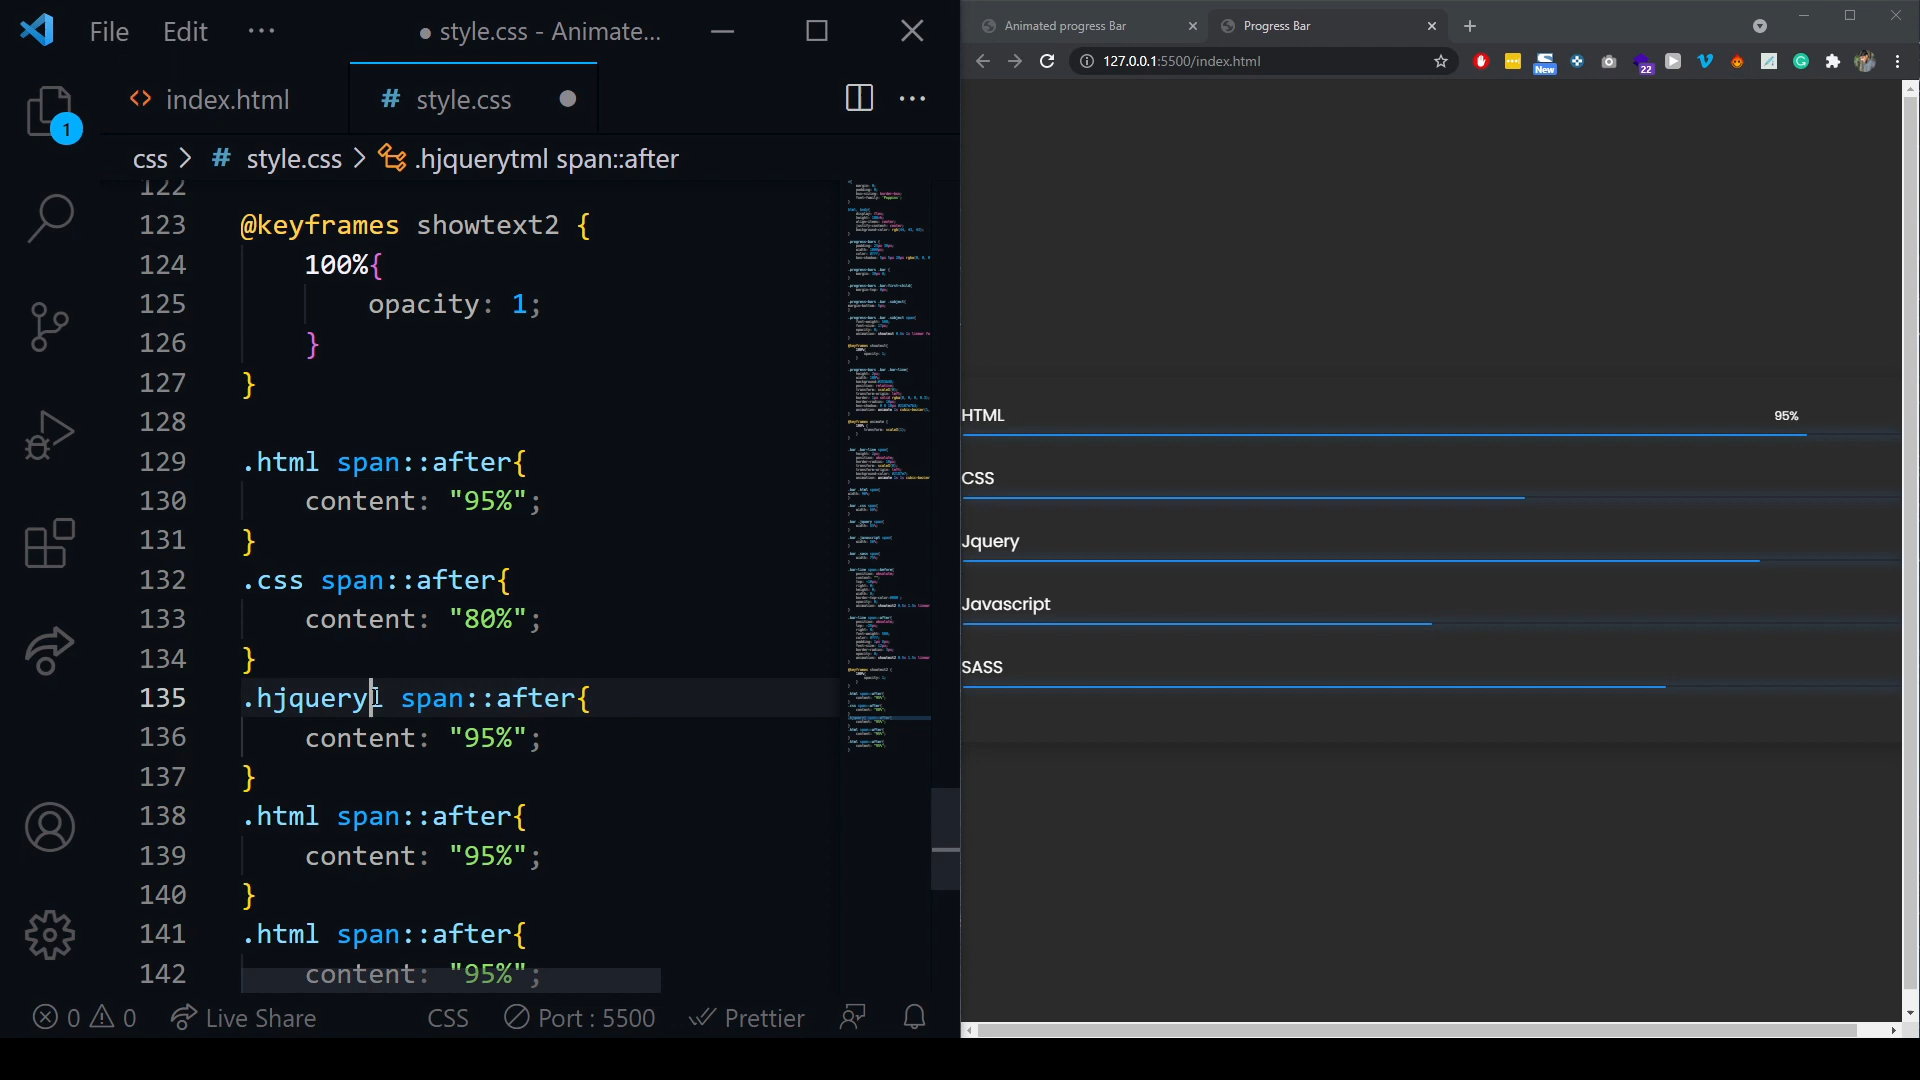 File Edit ··· ● style.css - Animate...
index.html # style.css
css > # style.css > .hjquerytml span::after
122
123 @keyframes showtext2 {
124 100%{
125 opacity: 1;
126 }
127 }
128
129 .html span::after{
130 content: "95%";
131 }
132 .css span::after{
133 content: "80%";
134 }
135 .hjqueryl span::after{
136 content: "95%";
137 }
138 .html span::after{
139 content: "95%";
140 }
141 .html span::after{
142 content: "95%";
1
0 0 Live Share CSS Port : 5500 Prettier
Animated progress Bar Progress Bar
127.0.0.1:5500/index.html
New 22
HTML 95%
CSS
Jquery
Javascript
SASS